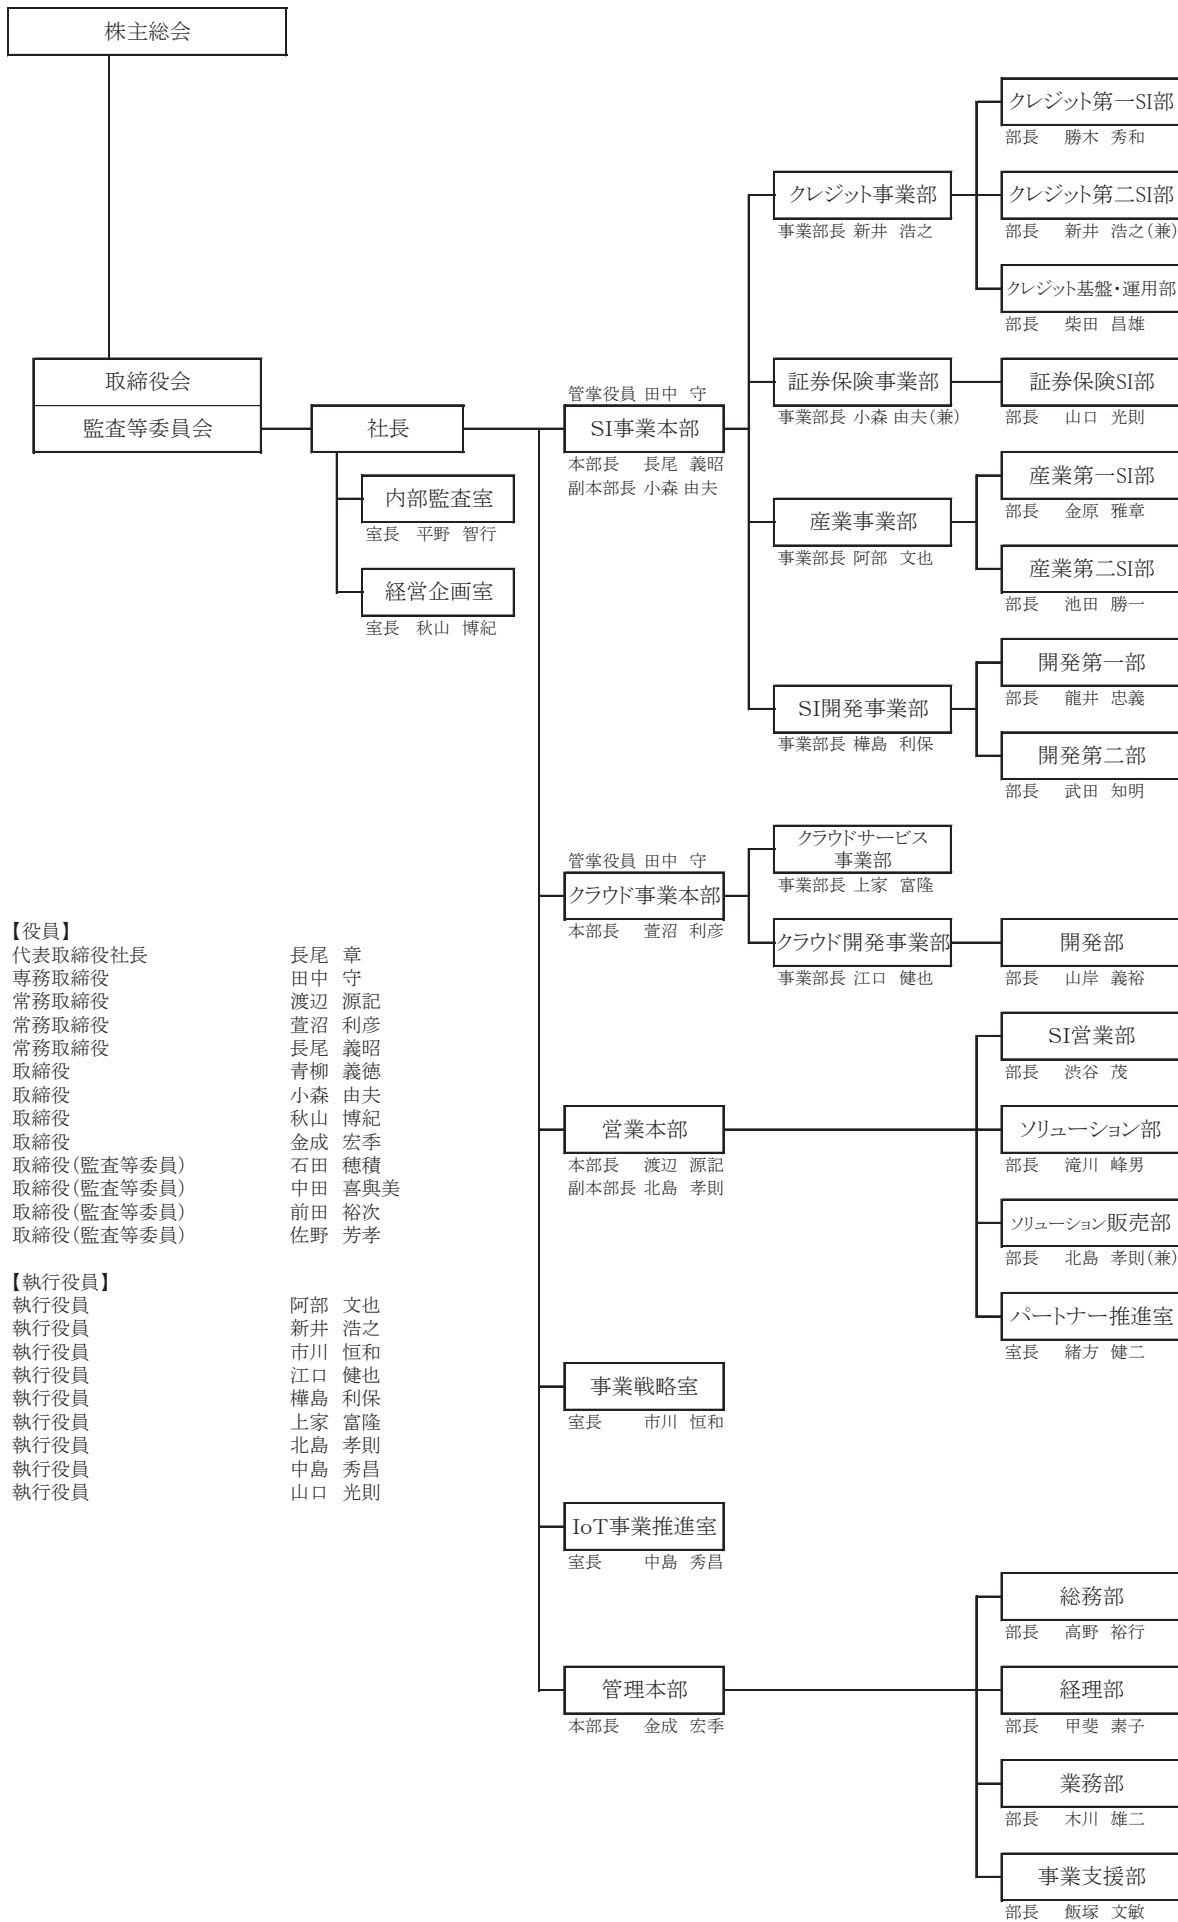 株主総会
取締役会
監査等委員会
社長
内部監査室
室長 平野 智行
経営企画室
室長 秋山 博紀
管掌役員 田中 守
SI事業本部
本部長 長尾 義昭
副本部長 小森 由夫
クレジット事業部
事業部長 新井 浩之
クレジット第一SI部
部長 勝木 秀和
クレジット第二SI部
部長 新井 浩之(兼)
クレジット基盤・運用部
部長 柴田 昌雄
証券保険事業部
事業部長 小森 由夫(兼)
証券保険SI部
部長 山口 光則
産業事業部
事業部長 阿部 文也
産業第一SI部
部長 金原 雅章
産業第二SI部
部長 池田 勝一
SI開発事業部
事業部長 樺島 利保
開発第一部
部長 龍井 忠義
開発第二部
部長 武田 知明
管掌役員 田中 守
クラウド事業本部
本部長 萱沼 利彦
クラウドサービス
事業部
事業部長 上家 富隆
クラウド開発事業部
事業部長 江口 健也
開発部
部長 山岸 義裕
営業本部
本部長 渡辺 源記
副本部長 北島 孝則
SI営業部
部長 渋谷 茂
ソリューション部
部長 滝川 峰男
ソリューション販売部
部長 北島 孝則(兼)
パートナー推進室
室長 緒方 健二
事業戦略室
室長 市川 恒和
IoT事業推進室
室長 中島 秀昌
管理本部
本部長 金成 宏季
総務部
部長 高野 裕行
経理部
部長 甲斐 素子
業務部
部長 木川 雄二
事業支援部
部長 飯塚 文敏
【役員】
代表取締役社長 長尾 章
専務取締役 田中 守
常務取締役 渡辺 源記
常務取締役 萱沼 利彦
常務取締役 長尾 義昭
取締役 青柳 義徳
取締役 小森 由夫
取締役 秋山 博紀
取締役 金成 宏季
取締役(監査等委員) 石田 穂積
取締役(監査等委員) 中田 喜與美
取締役(監査等委員) 前田 裕次
取締役(監査等委員) 佐野 芳孝
【執行役員】
執行役員 阿部 文也
執行役員 新井 浩之
執行役員 市川 恒和
執行役員 江口 健也
執行役員 樺島 利保
執行役員 上家 富隆
執行役員 北島 孝則
執行役員 中島 秀昌
執行役員 山口 光則